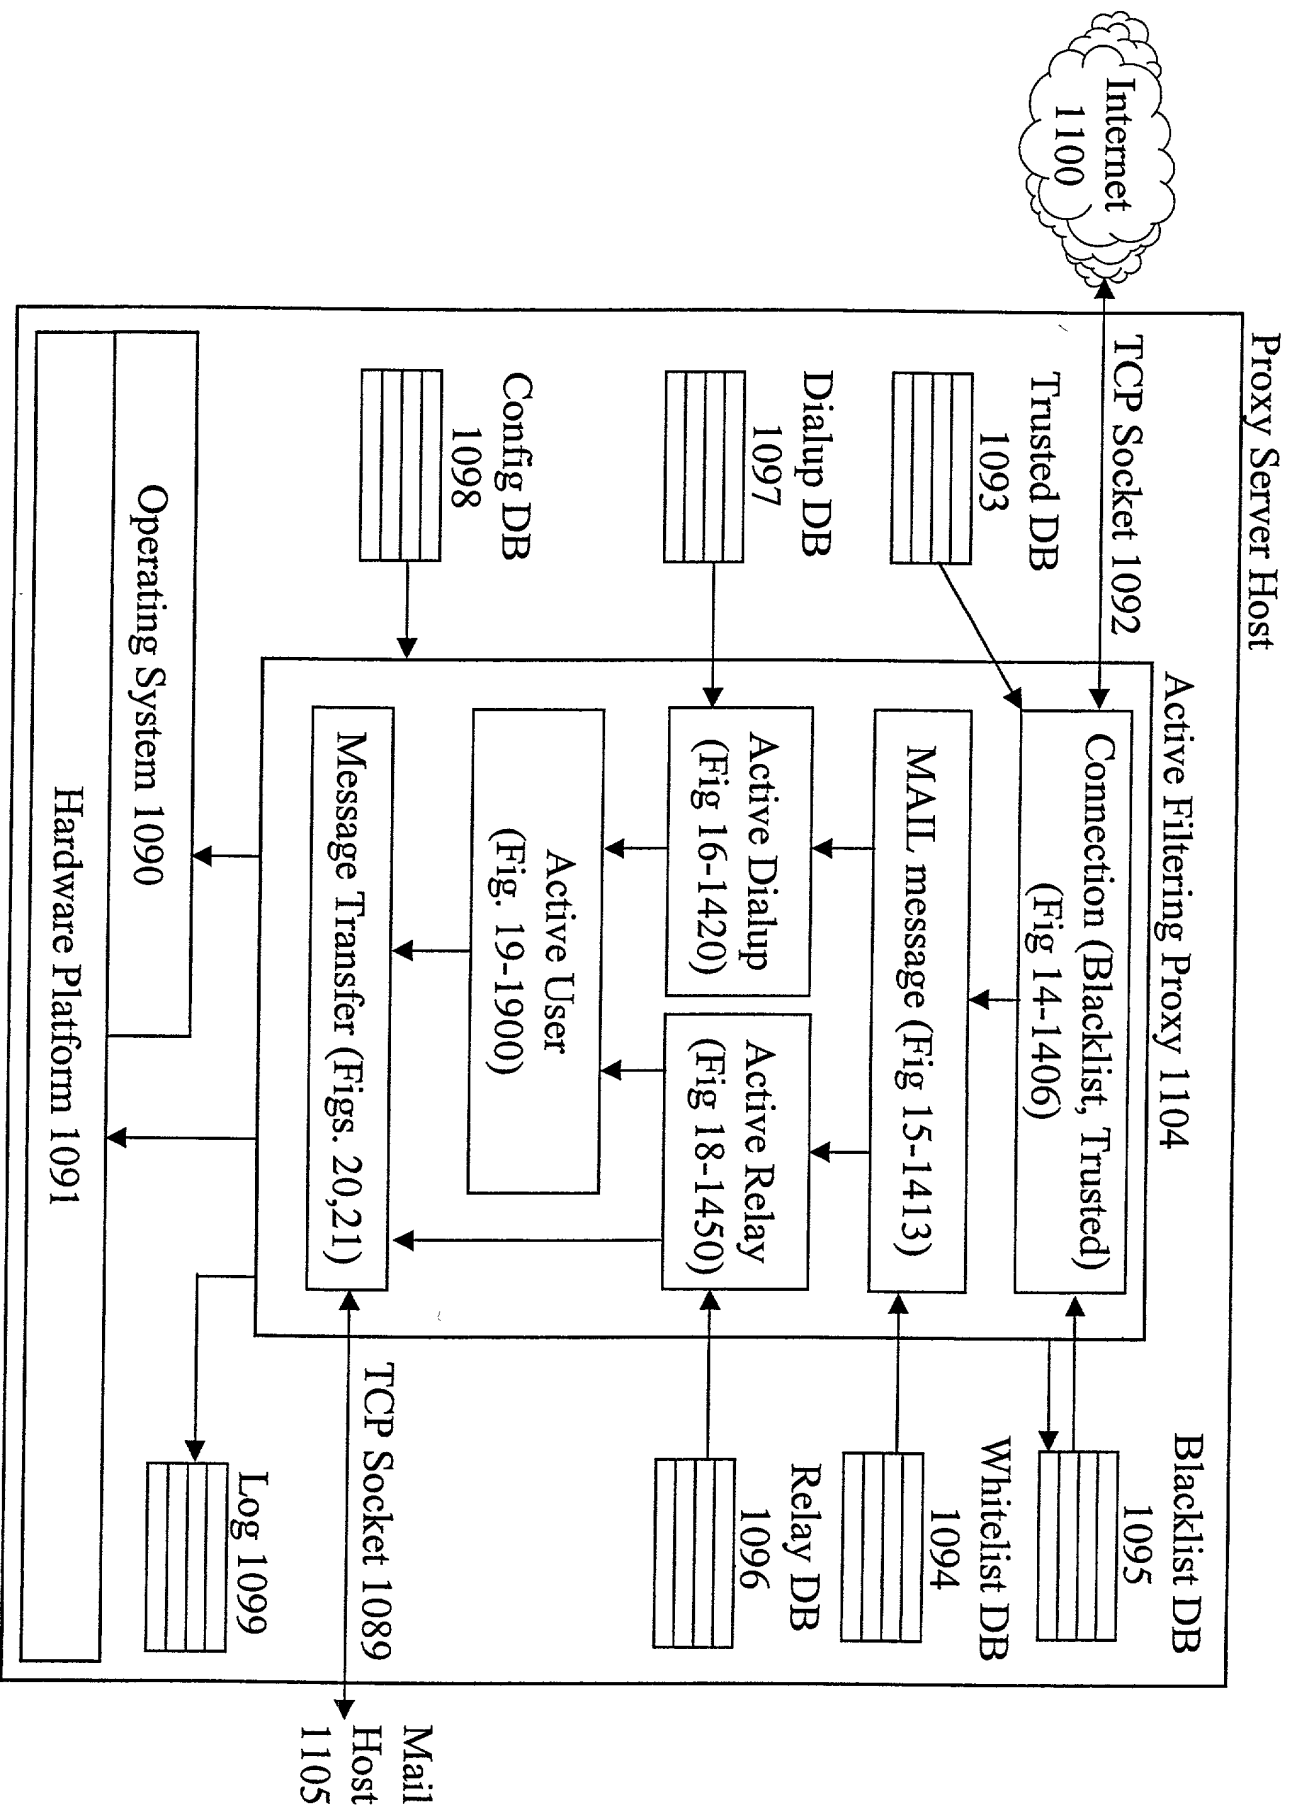 Proxy Server Host
Internet
1100
TCP Socket 1092
Active Filtering Proxy 1104
Blacklist DB
1095
Trusted DB
1093
Connection (Blacklist, Trusted)
(Fig 14-1406)
Whitelist DB
1094
MAIL message (Fig 15-1413)
Dialup DB
1097
Active Dialup
(Fig 16-1420)
Active Relay
(Fig 18-1450)
Relay DB
1096
Config DB
1098
Active User
(Fig. 19-1900)
Message Transfer (Figs. 20,21)
TCP Socket 1089
Mail
Host
1105
Log 1099
Operating System 1090
Hardware Platform 1091